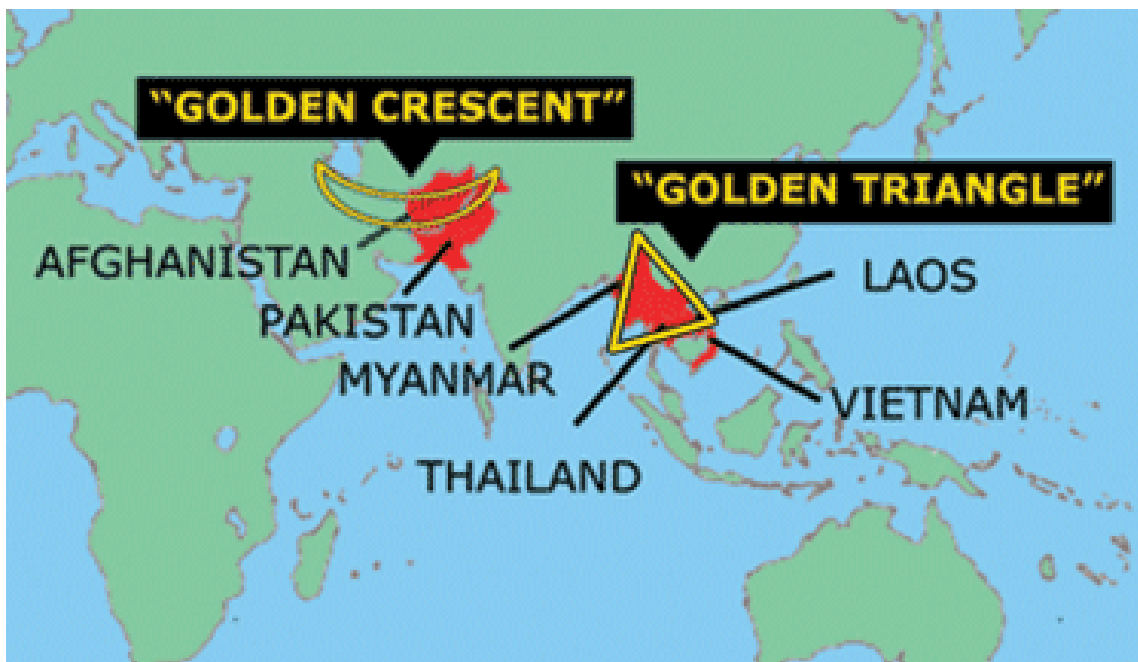 “GOLDEN CRESCENT”
“GOLDEN TRIANGLE”
AFGHANISTAN
LAOS
PAKISTAN
MYANMAR
VIETNAM
THAILAND